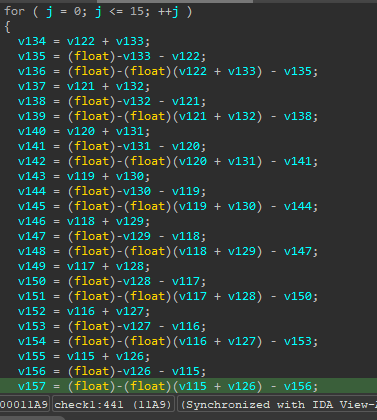 for ( j = 0; j <= 15; ++j )
{
v134 = v122 + v133;
v135 = (float)-v133 - v122;
v136 = (float)-(float)(v122 + v133) - v135;
v137 = v121 + v132;
v138 = (float)-v132 - v121;
v139 = (float)-(float)(v121 + v132) - v138;
v140 = v120 + v131;
v141 = (float)-v131 - v120;
v142 = (float)-(float)(v120 + v131) - v141;
v143 = v119 + v130;
v144 = (float)-v130 - v119;
v145 = (float)-(float)(v119 + v130) - v144;
v146 = v118 + v129;
v147 = (float)-v129 - v118;
v148 = (float)-(float)(v118 + v129) - v147;
v149 = v117 + v128;
v150 = (float)-v128 - v117;
v151 = (float)-(float)(v117 + v128) - v150;
v152 = v116 + v127;
v153 = (float)-v127 - v116;
v154 = (float)-(float)(v116 + v127) - v153;
v155 = v115 + v126;
v156 = (float)-v126 - v115;
v157 = (float)-(float)(v115 + v126) - v156;
000011A9 check1:441 (11A9) (Synchronized with IDA View-